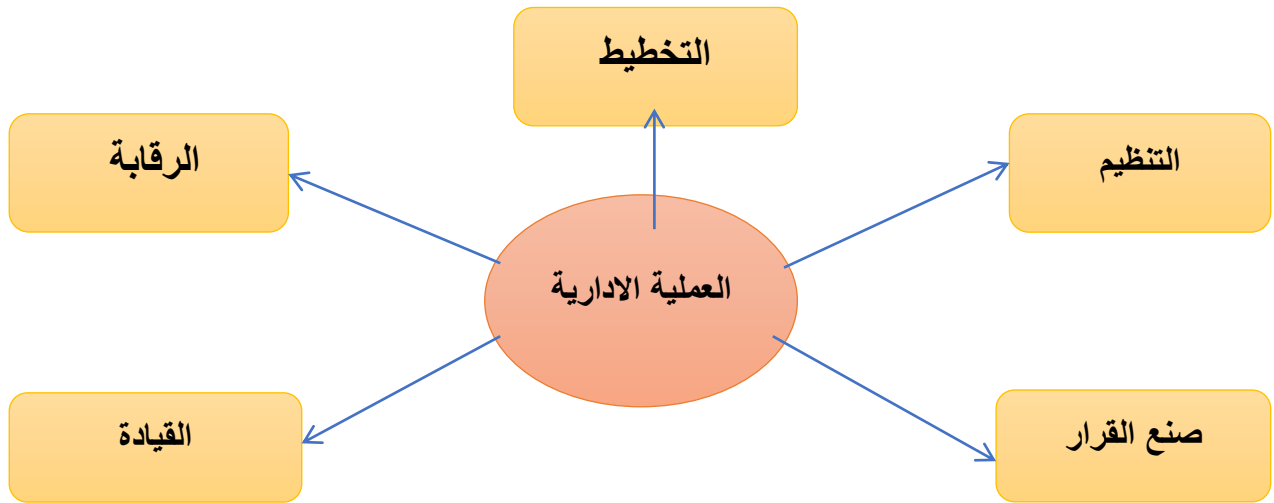 التخطيط
التنظيم
الرقابة
العملية الادارية
صنع القرار
القيادة